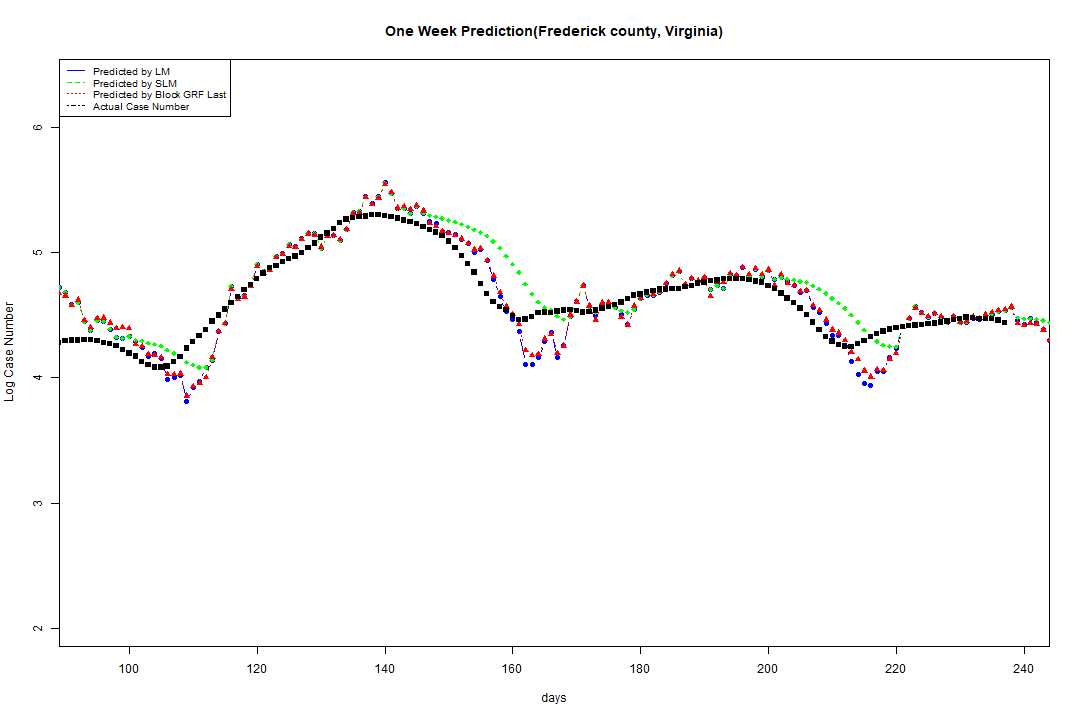 One Week Prediction(Frederick county, Virginia)
Predicted by LM
Predicted by SLM
Predicted by Block GRF Last
Actual Case Number
Log Case Number
6
5
4
3
2
100 120 140 160 180 200 220 240
days